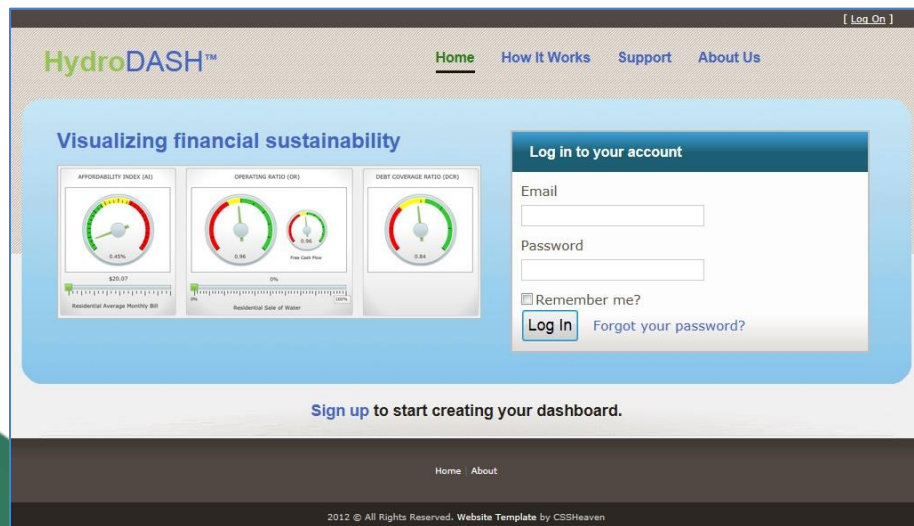 [ Log On ]
HydroDASH™
Home How It Works Support About Us
Visualizing financial sustainability
AFFORDABILITY INDEX (AI)
0.45%
$20.07
Residential Average Monthly Bill
OPERATING RATIO (OR)
0.96
0.96
Free Cash Flow
0%
0% 100%
Residential Sale of Water
DEBT COVERAGE RATIO (DCR)
0.84
Log in to your account
Email
Password
Remember me?
Log In Forgot your password?
Sign up to start creating your dashboard.
Home | About
2012 © All Rights Reserved. Website Template by CSSHeaven